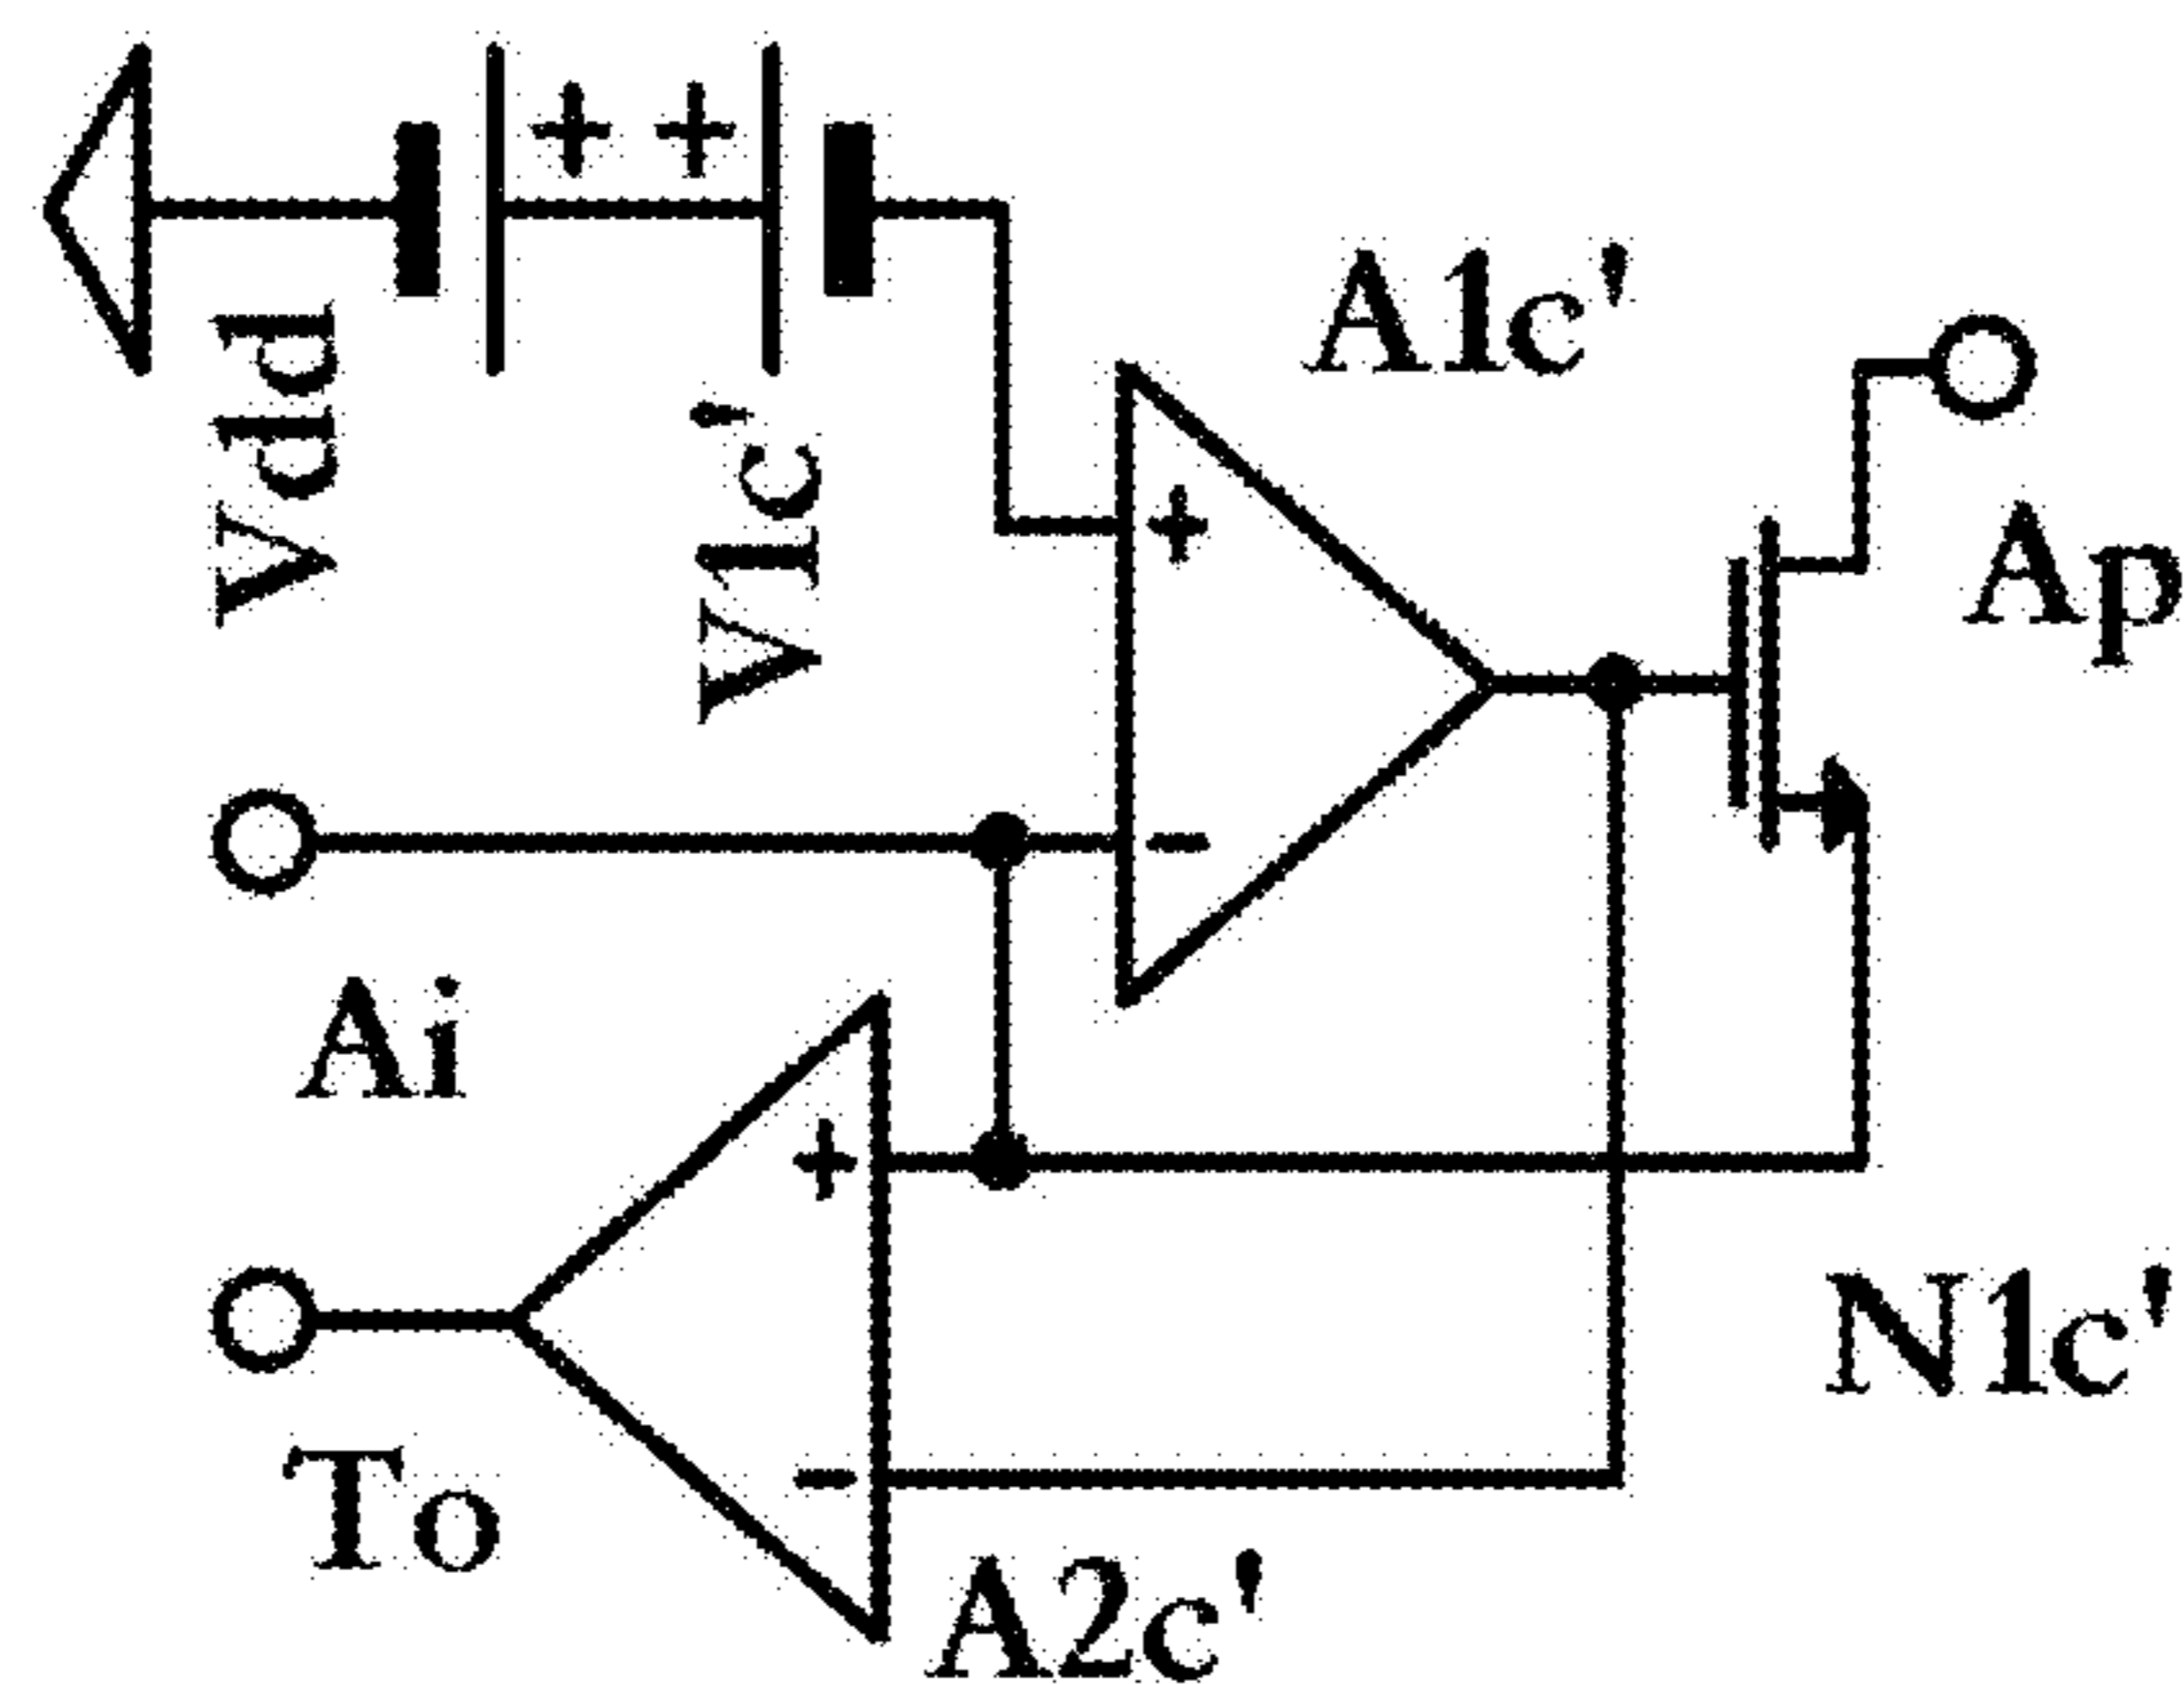 + +
Vdd
V1c'
A1c'
+
Ap
-
Ai
+
N1c'
To
-
A2c'